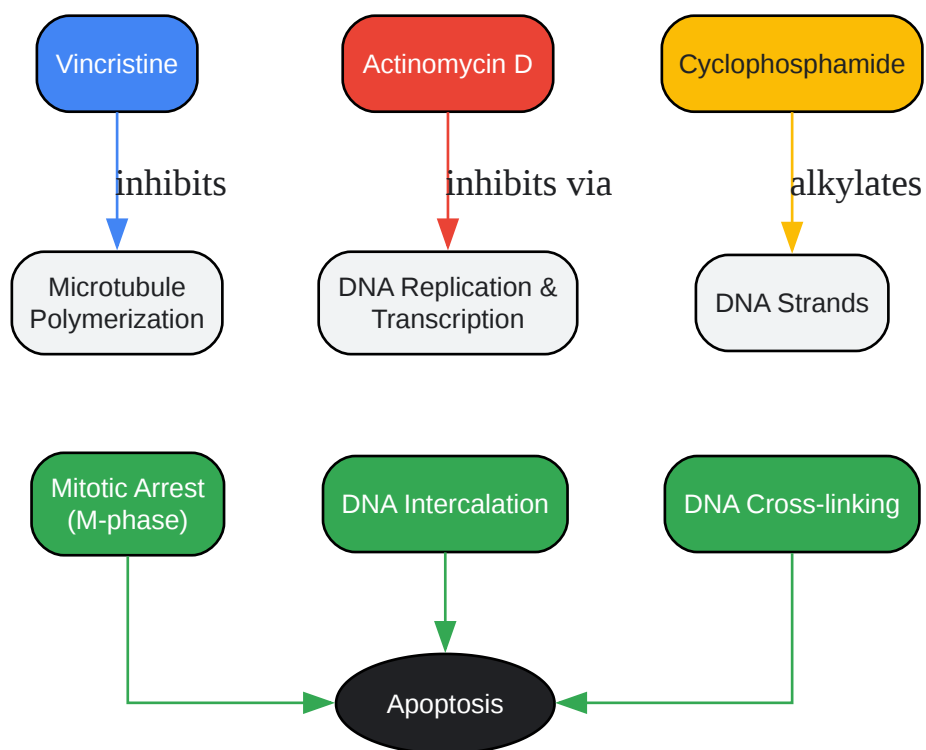 Vincristine
Actinomycin D
Cyclophosphamide
inhibits
inhibits via
alkylates
Microtubule
Polymerization
DNA Replication &
Transcription
DNA Strands
Mitotic Arrest
(M-phase)
DNA Intercalation
DNA Cross-linking
Apoptosis